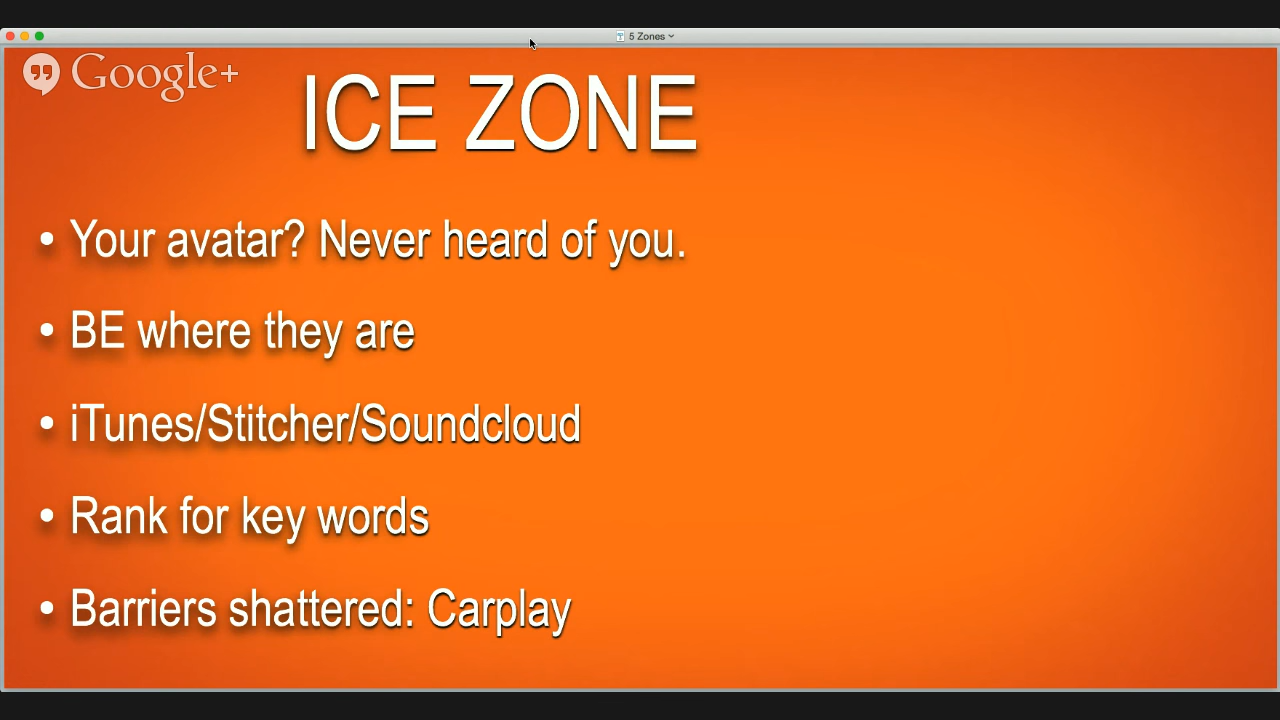 5 Zones
Google+
ICE ZONE
• Your avatar? Never heard of you.
• BE where they are
• iTunes/Stitcher/Soundcloud
• Rank for key words
• Barriers shattered: Carplay